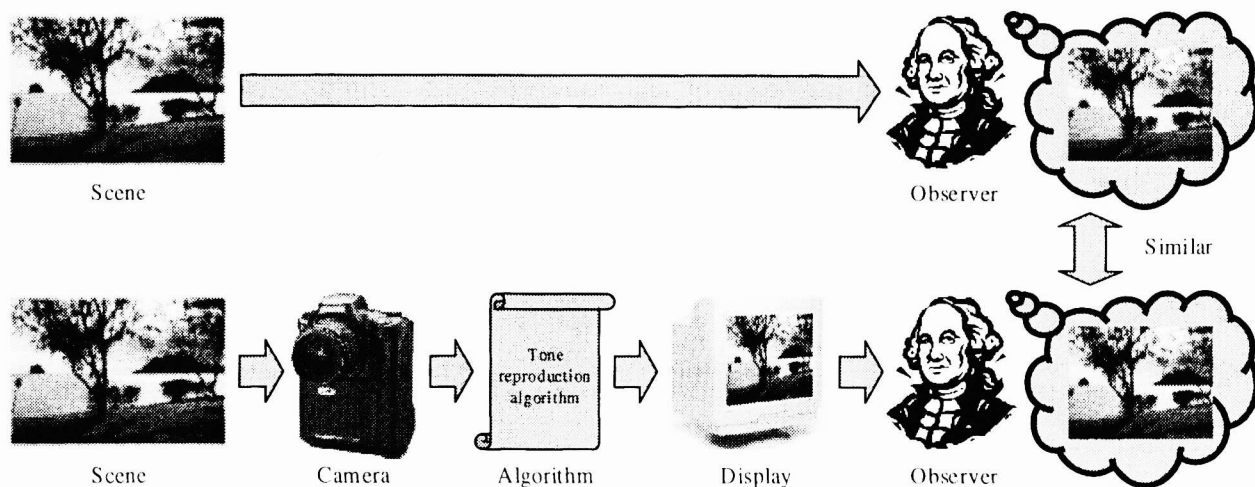 Scene
Observer
Similar
Tone
reproduction
algorithm
Scene
Camera
Algorithm
Display
Observer